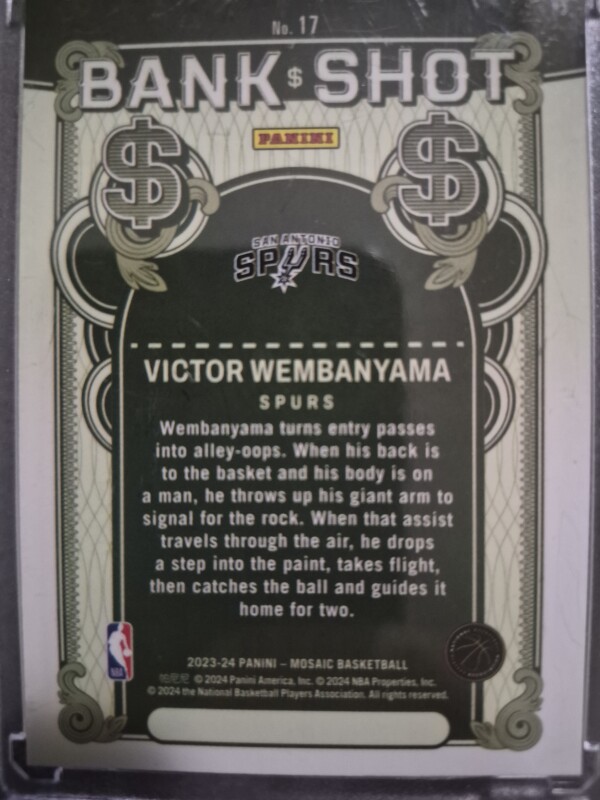 No. 17
BANK $ SHOT
PANINI
$ $
SAN ANTONIO
SPURS
VICTOR WEMBANYAMA
SPURS
Wembanyama turns entry passes
into alley-oops. When his back is
to the basket and his body is on
a man, he throws up his giant arm to
signal for the rock. When that assist
travels through the air, he drops
a step into the paint, takes flight,
then catches the ball and guides it
home for two.
NBA
2023-24 PANINI – MOSAIC BASKETBALL
帕尼尼 © 2024 Panini America, Inc. © 2024 NBA Properties, Inc.
© 2024 the National Basketball Players Association. All rights reserved.